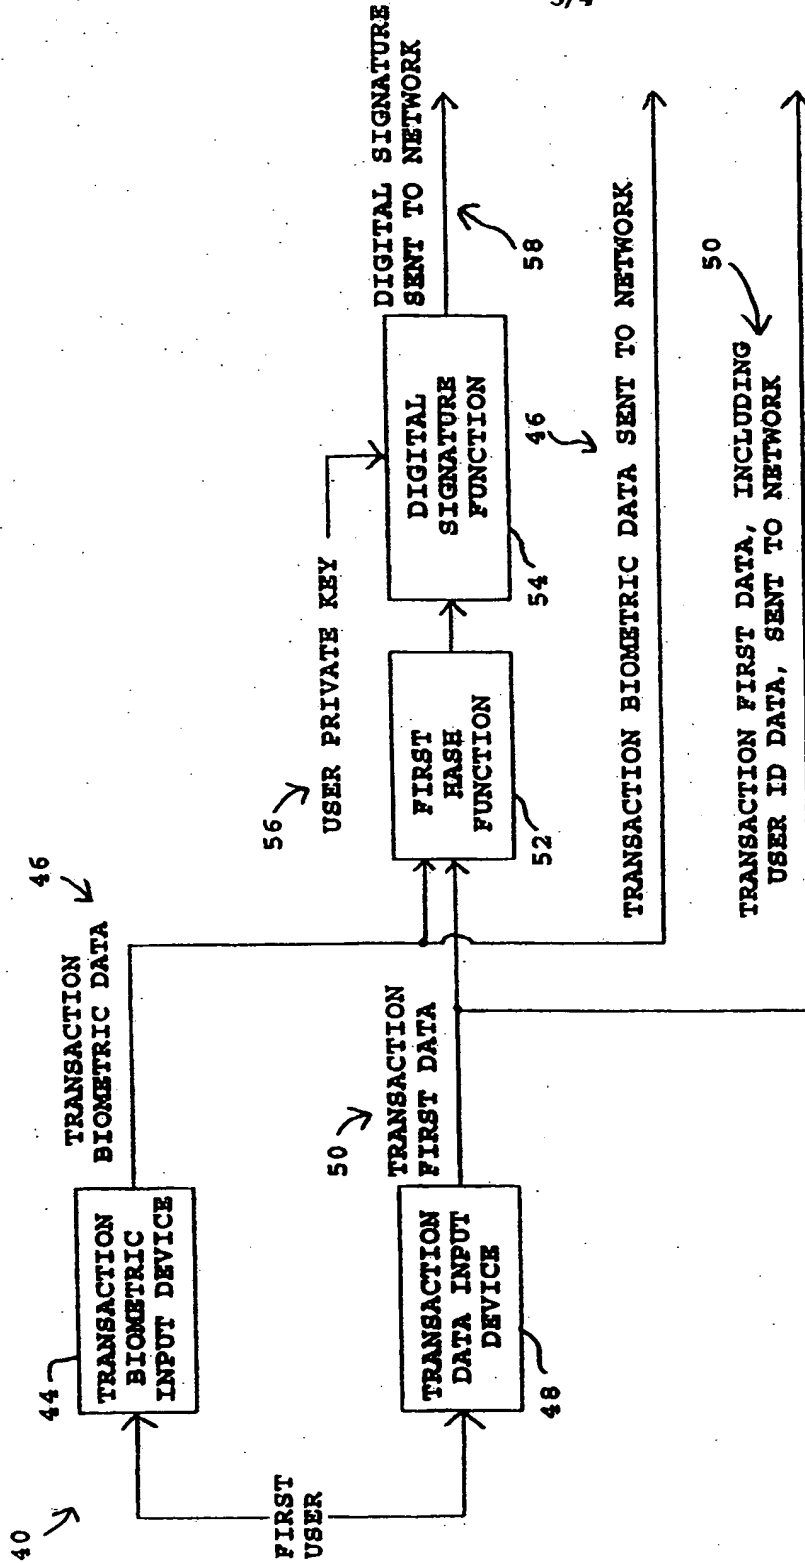 40
FIRST
USER
44
TRANSACTION
BIOMETRIC
INPUT DEVICE
TRANSACTION
BIOMETRIC DATA
46
48
TRANSACTION
DATA INPUT
DEVICE
50
TRANSACTION
FIRST DATA
52
FIRST
HASH
FUNCTION
56
USER PRIVATE KEY
54
DIGITAL
SIGNATURE
FUNCTION
DIGITAL SIGNATURE
SENT TO NETWORK
58
46
TRANSACTION BIOMETRIC DATA SENT TO NETWORK
50
TRANSACTION FIRST DATA, INCLUDING
USER ID DATA, SENT TO NETWORK